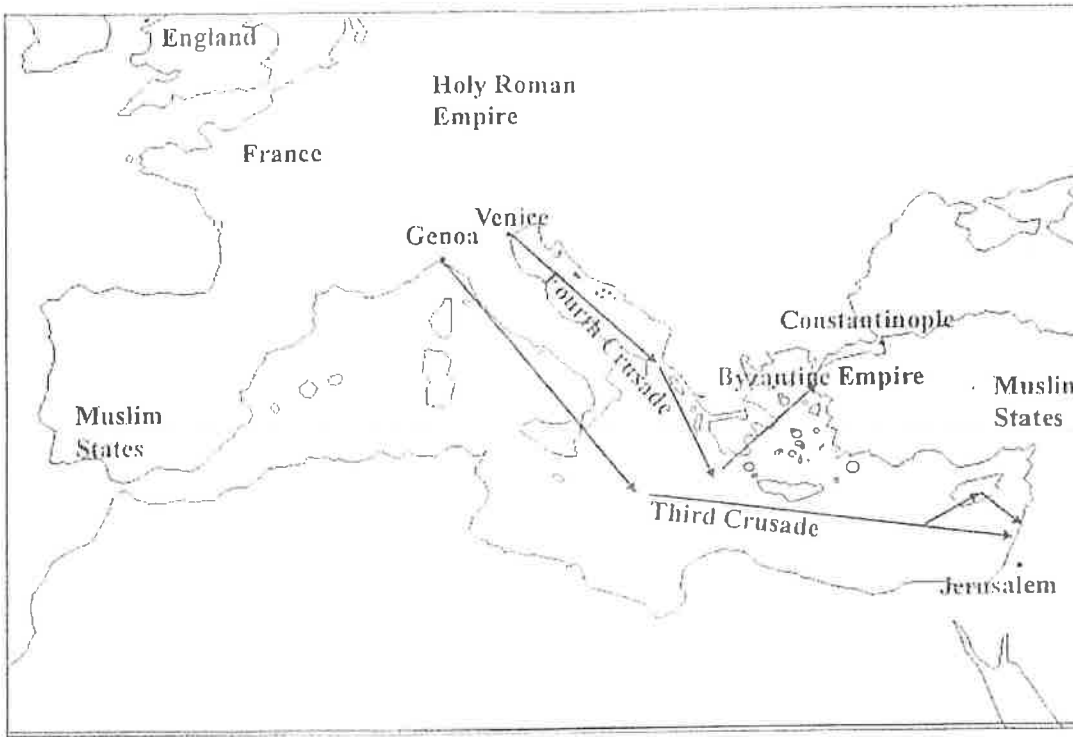 England
Holy Roman
Empire
France
Venice
Genoa
Fourth Crusade
Constantinople
Byzantine Empire
Muslim
States
Muslim
States
Third Crusade
Jerusalem